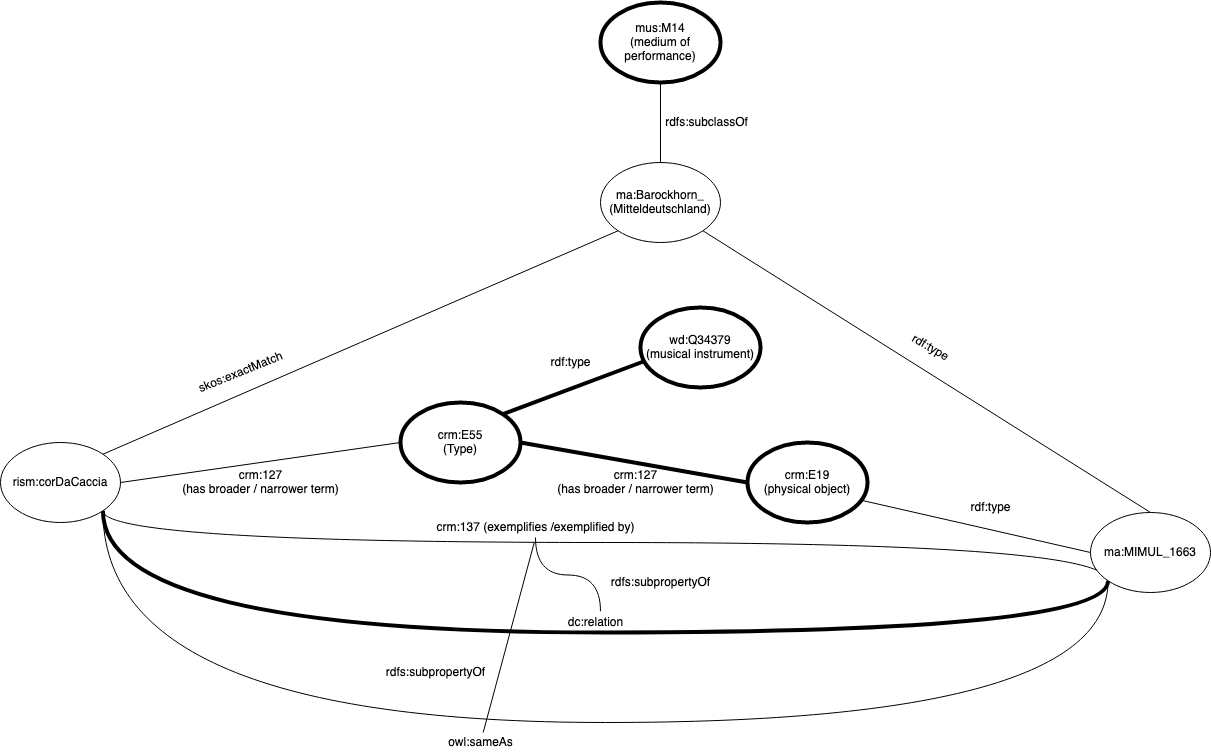 mus:M14
(medium of
performance)
rdfs:subclassOf
ma:Barockhorn_
(Mitteldeutschland)
wd:Q34379
(musical instrument)
rdf:type
rdf:type
skos:exactMatch
crm:E55
(Type)
rism:corDaCaccia
crm:127
(has broader / narrower term)
crm:127
(has broader / narrower term)
crm:E19
(physical object)
rdf:type
crm:137 (exemplifies /exemplified by)
ma:MIMUL_1663
rdfs:subpropertyOf
dc:relation
rdfs:subpropertyOf
owl:sameAs